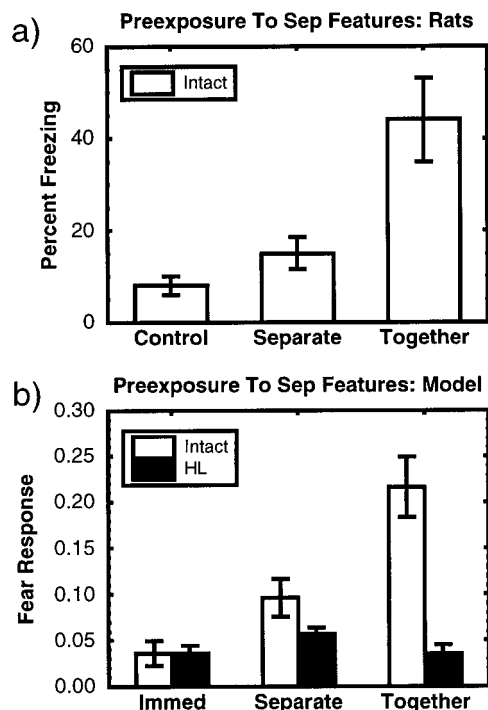 a)
Preexposure To Sep Features: Rats
60
40
20
0
Percent Freezing
Intact
Control Separate Together
b)
Preexposure To Sep Features: Model
0.30
0.25
0.20
0.15
0.10
0.05
0.00
Fear Response
Intact
HL
Immed Separate Together